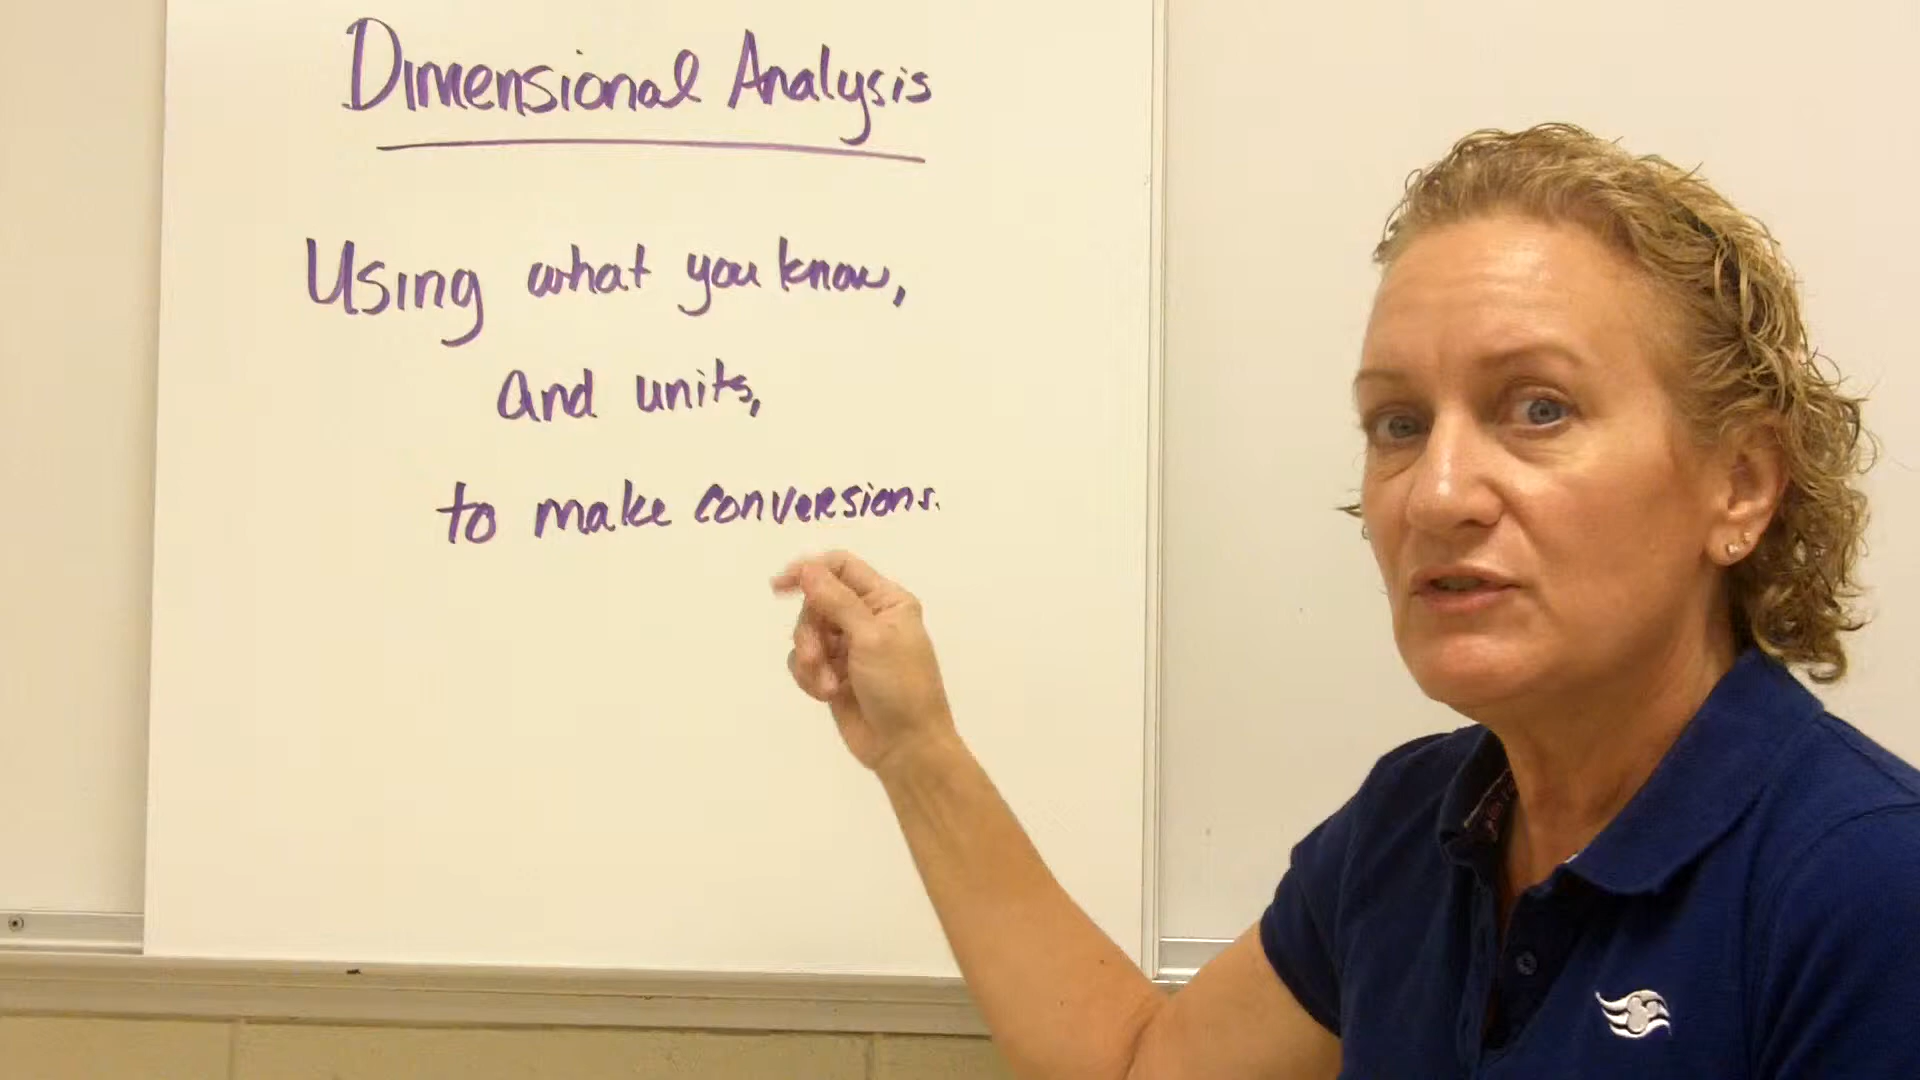 Dimensional Analysis
Using what you know,
and units,
to make conversions.